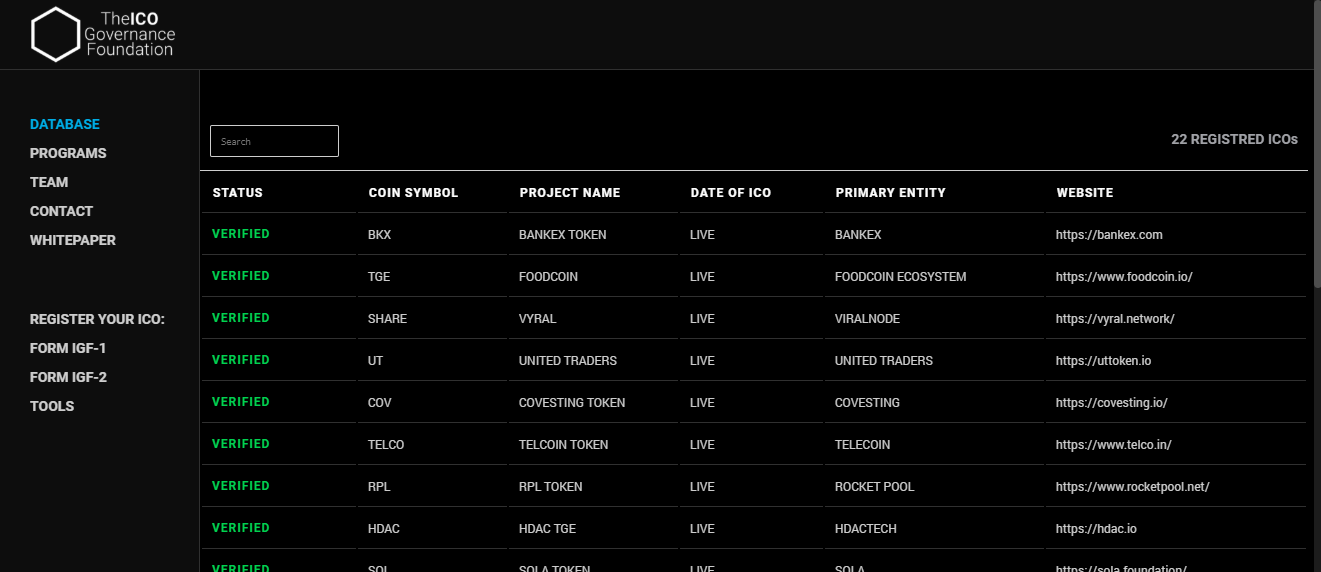 TheICO
Governance
Foundation
DATABASE
PROGRAMS
TEAM
CONTACT
WHITEPAPER
REGISTER YOUR ICO:
FORM IGF-1
FORM IGF-2
TOOLS
Search
22 REGISTRED ICOs
STATUS COIN SYMBOL PROJECT NAME DATE OF ICO PRIMARY ENTITY WEBSITE
VERIFIED BKX BANKEX TOKEN LIVE BANKEX https://bankex.com
VERIFIED TGE FOODCOIN LIVE FOODCOIN ECOSYSTEM https://www.foodcoin.io/
VERIFIED SHARE VYRAL LIVE VIRALNODE https://vyral.network/
VERIFIED UT UNITED TRADERS LIVE UNITED TRADERS https://uttoken.io
VERIFIED COV COVESTING TOKEN LIVE COVESTING https://covesting.io/
VERIFIED TELCO TELCOIN TOKEN LIVE TELECOIN https://www.telco.in/
VERIFIED RPL RPL TOKEN LIVE ROCKET POOL https://www.rocketpool.net/
VERIFIED HDAC HDAC TGE LIVE HDACTECH https://hdac.io
VERIFIED SOL SOLA TOKEN LIVE SOLA https://sola.foundation/